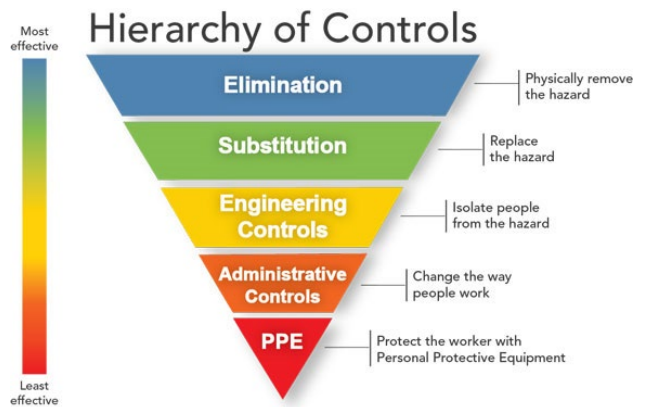 Most
effective
Hierarchy of Controls
Elimination
Physically remove
the hazard
Substitution
Replace
the hazard
Engineering
Controls
Isolate people
from the hazard
Administrative
Controls
Change the way
people work
PPE
Protect the worker with
Personal Protective Equipment
Least
effective